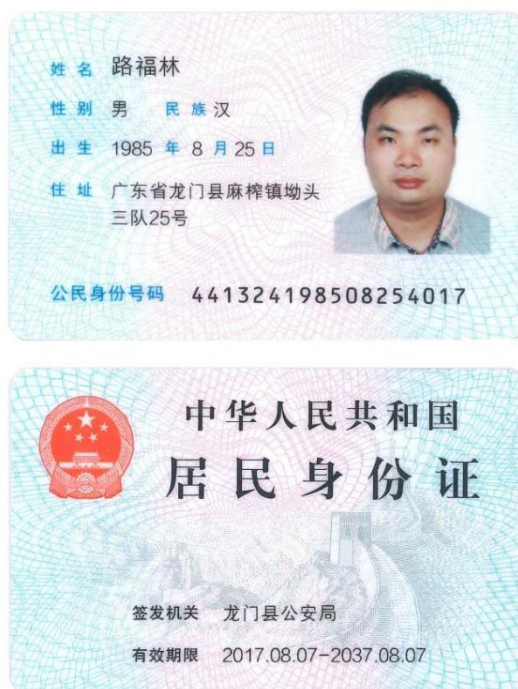 姓名 路福林
性别 男 民族 汉
出生 1985 年 8 月 25 日
住址 广东省龙门县麻榨镇坳头
三队25号
公民身份号码 441324198508254017
中华人民共和国
居民身份证
签发机关 龙门县公安局
有效期限 2017.08.07-2037.08.07